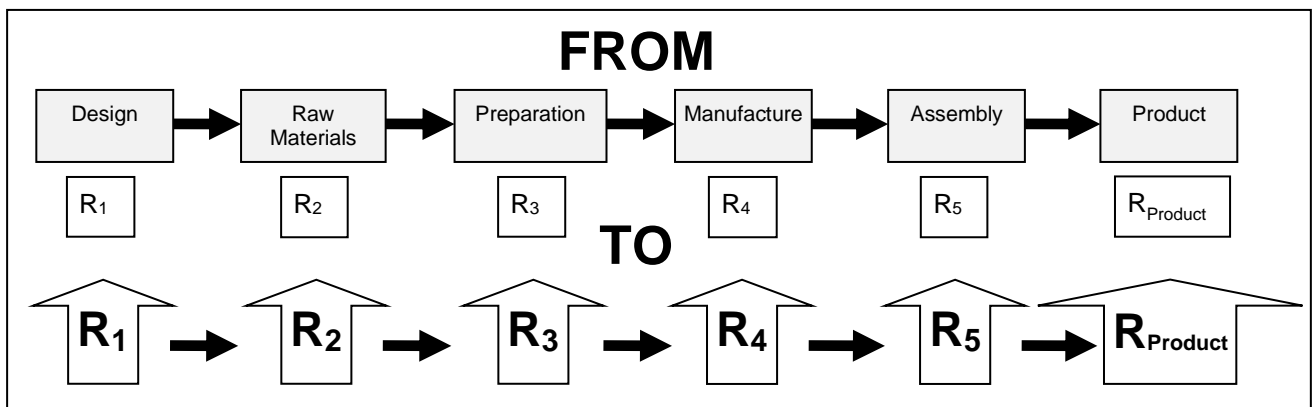 FROM
Design
Raw
Materials
Preparation
Manufacture
Assembly
Product
R1
R2
R3
R4
R5
RProduct
TO
R1
R2
R3
R4
R5
RProduct